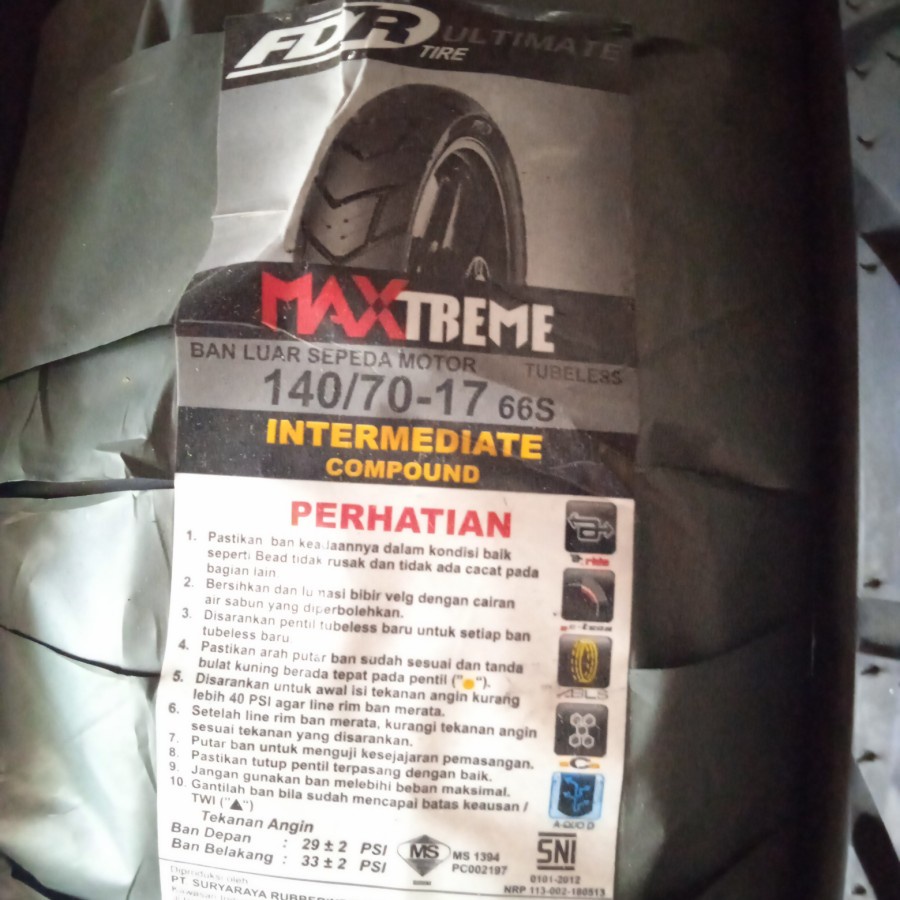 FDR ULTIMATE
TIRE
MAXTREME
BAN LUAR SEPEDA MOTOR TUBELESS
140/70-17 66S
INTERMEDIATE
COMPOUND
PERHATIAN
1. Pastikan ban keadaannya dalam kondisi baik
seperti Bead tidak rusak dan tidak ada cacat pada
bagian lain
2. Bersihkan dan lumasi bibir velg dengan cairan
air sabun yang diperbolehkan.
3. Disarankan pentil tubeless baru untuk setiap ban
tubeless baru
4. Pastikan arah putar ban sudah sesuai dan tanda
bulat kuning berada tepat pada pentil ("●").
5. Disarankan untuk awal isi tekanan angin kurang
lebih 40 PSI agar line rim ban merata.
6. Setelah line rim ban merata, kurangi tekanan angin
sesuai tekanan yang disarankan.
7. Putar ban untuk menguji kesejajaran pemasangan.
8. Pastikan tutup pentil terpasang dengan baik.
9. Jangan gunakan ban melebihi beban maksimal.
10. Gantilah ban bila sudah mencapai batas keausan /
TWI ("▲")
Tekanan Angin
Ban Depan : 29 ± 2 PSI
Ban Belakang : 33 ± 2 PSI
MS
MS 1394
PC002197
SNI
0101-2012
NRP 113-002-180513
Diproduksi oleh
PT. SURYARAYA